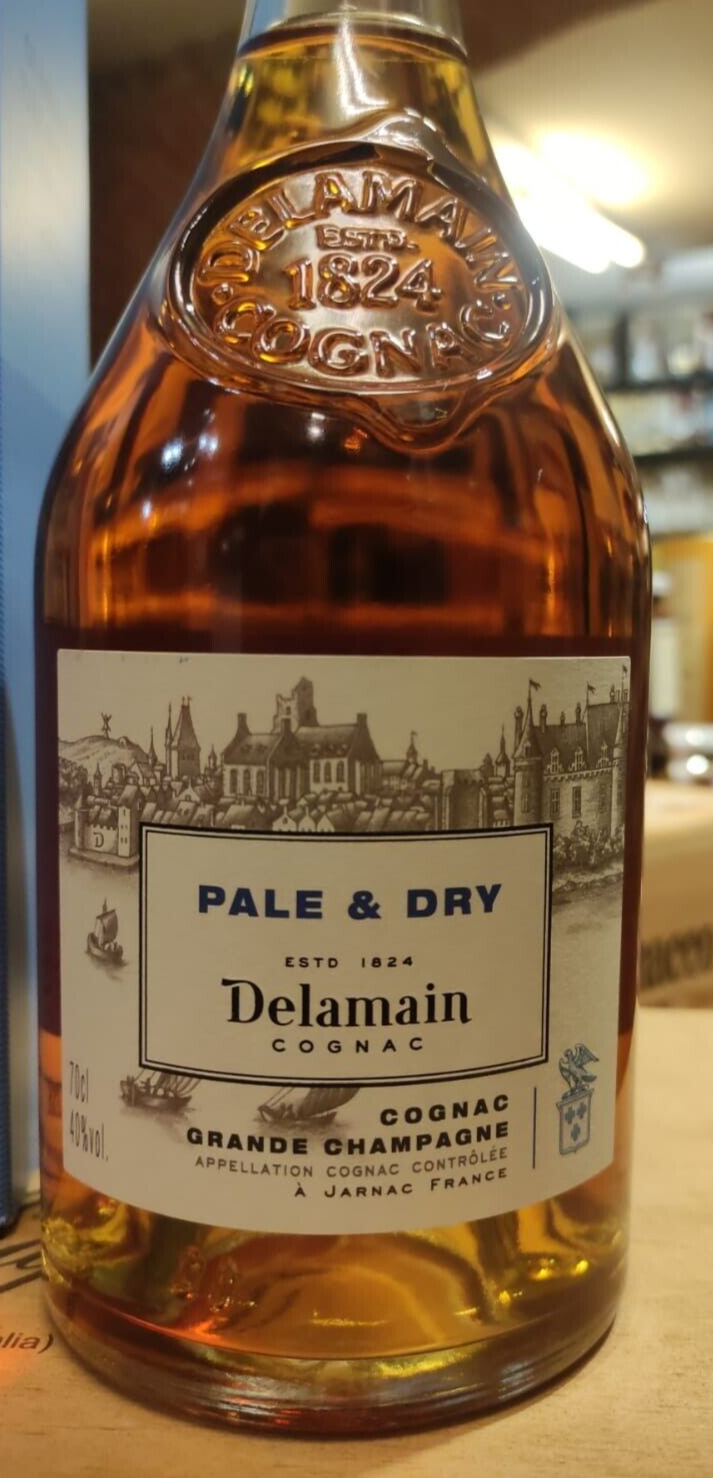 DELAMAIN
ESTD.
1824
COGNAC
PALE & DRY
ESTD 1824
Delamain
COGNAC
70cl
40%vol.
COGNAC
GRANDE CHAMPAGNE
APPELLATION COGNAC CONTRÔLÉE
À JARNAC FRANCE
D
lia)